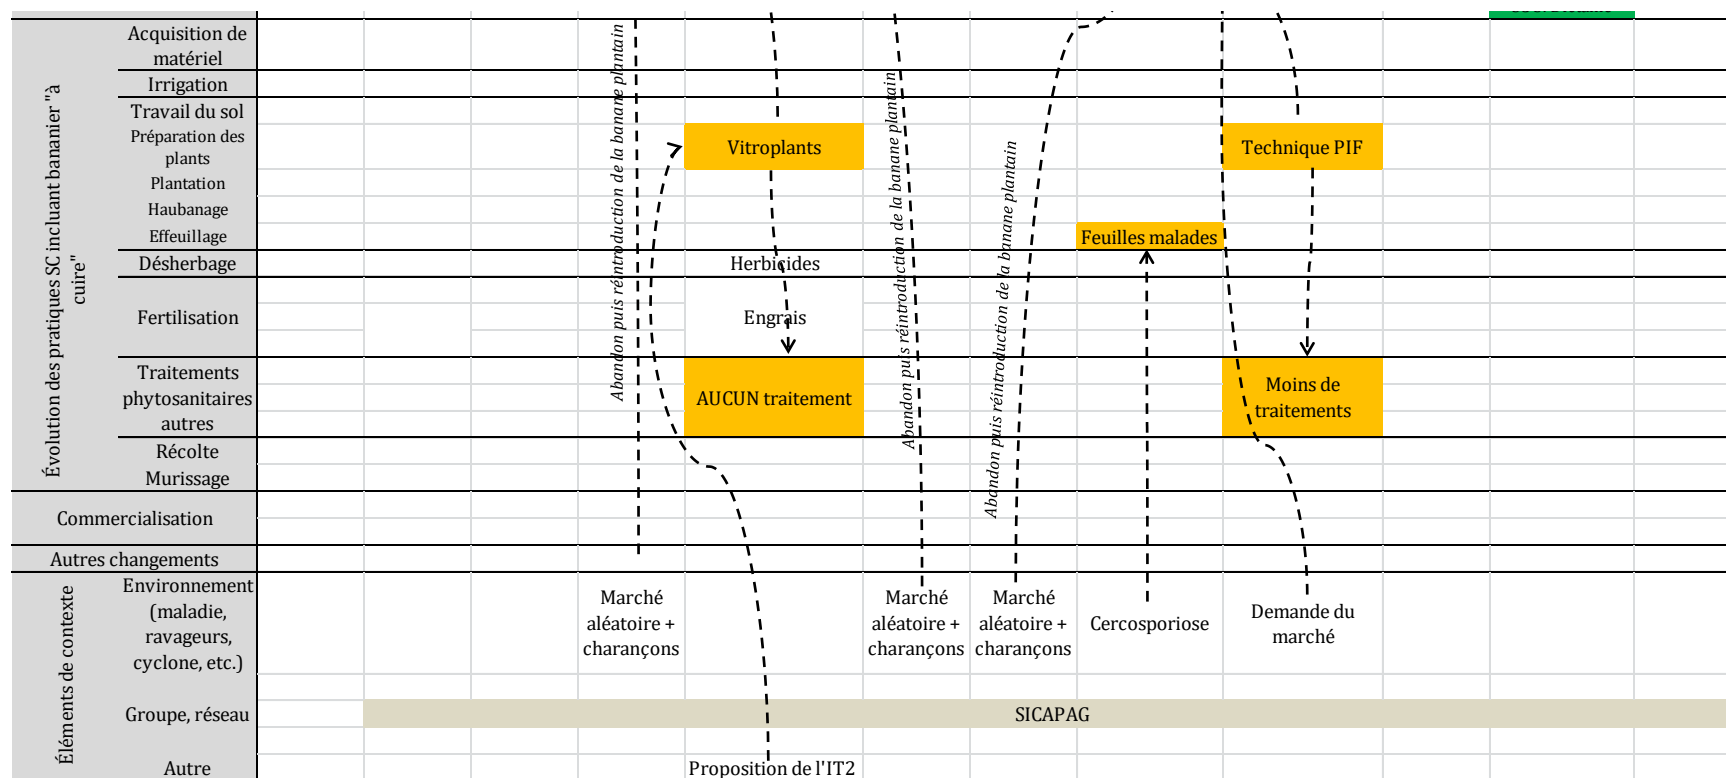 Acquisition de
matériel
Irrigation
Travail du sol
Préparation des
plants
Plantation
Haubanage
Effeuillage
Désherbage
Fertilisation
Traitements
phytosanitaires
autres
Récolte
Murissage
Évolution des pratiques SC incluant bananier "à
cuire"
Commercialisation
Autres changements
Éléments de contexte
Environnement
(maladie,
ravageurs,
cyclone, etc.)
Groupe, réseau
Autre
Abandon puis réintroduction de la banane plantain
Vitroplants
Herbicides
Engrais
AUCUN traitement
Abandon puis réintroduction de la banane plantain
Abandon puis réintroduction de la banane plantain
Feuilles malades
Technique PIF
Moins de
traitements
Marché
aléatoire +
charançons
Marché
aléatoire +
charançons
Marché
aléatoire +
charançons
Cercosporiose
Demande du
marché
SICAPAG
Proposition de l'IT2